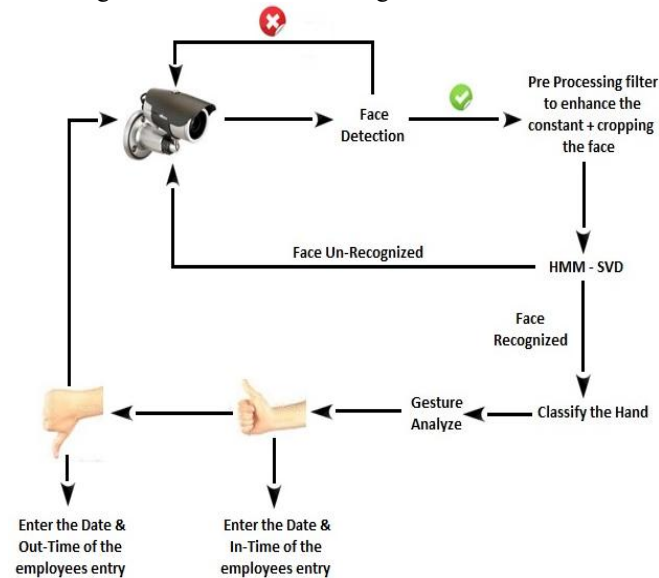 Face
Detection
Pre Processing filter
to enhance the
constant + cropping
the face
Face Un-Recognized
HMM - SVD
Face
Recognized
Gesture
Analyze
Classify the Hand
Enter the Date &
Out-Time of the
employees entry
Enter the Date &
In-Time of the
employees entry